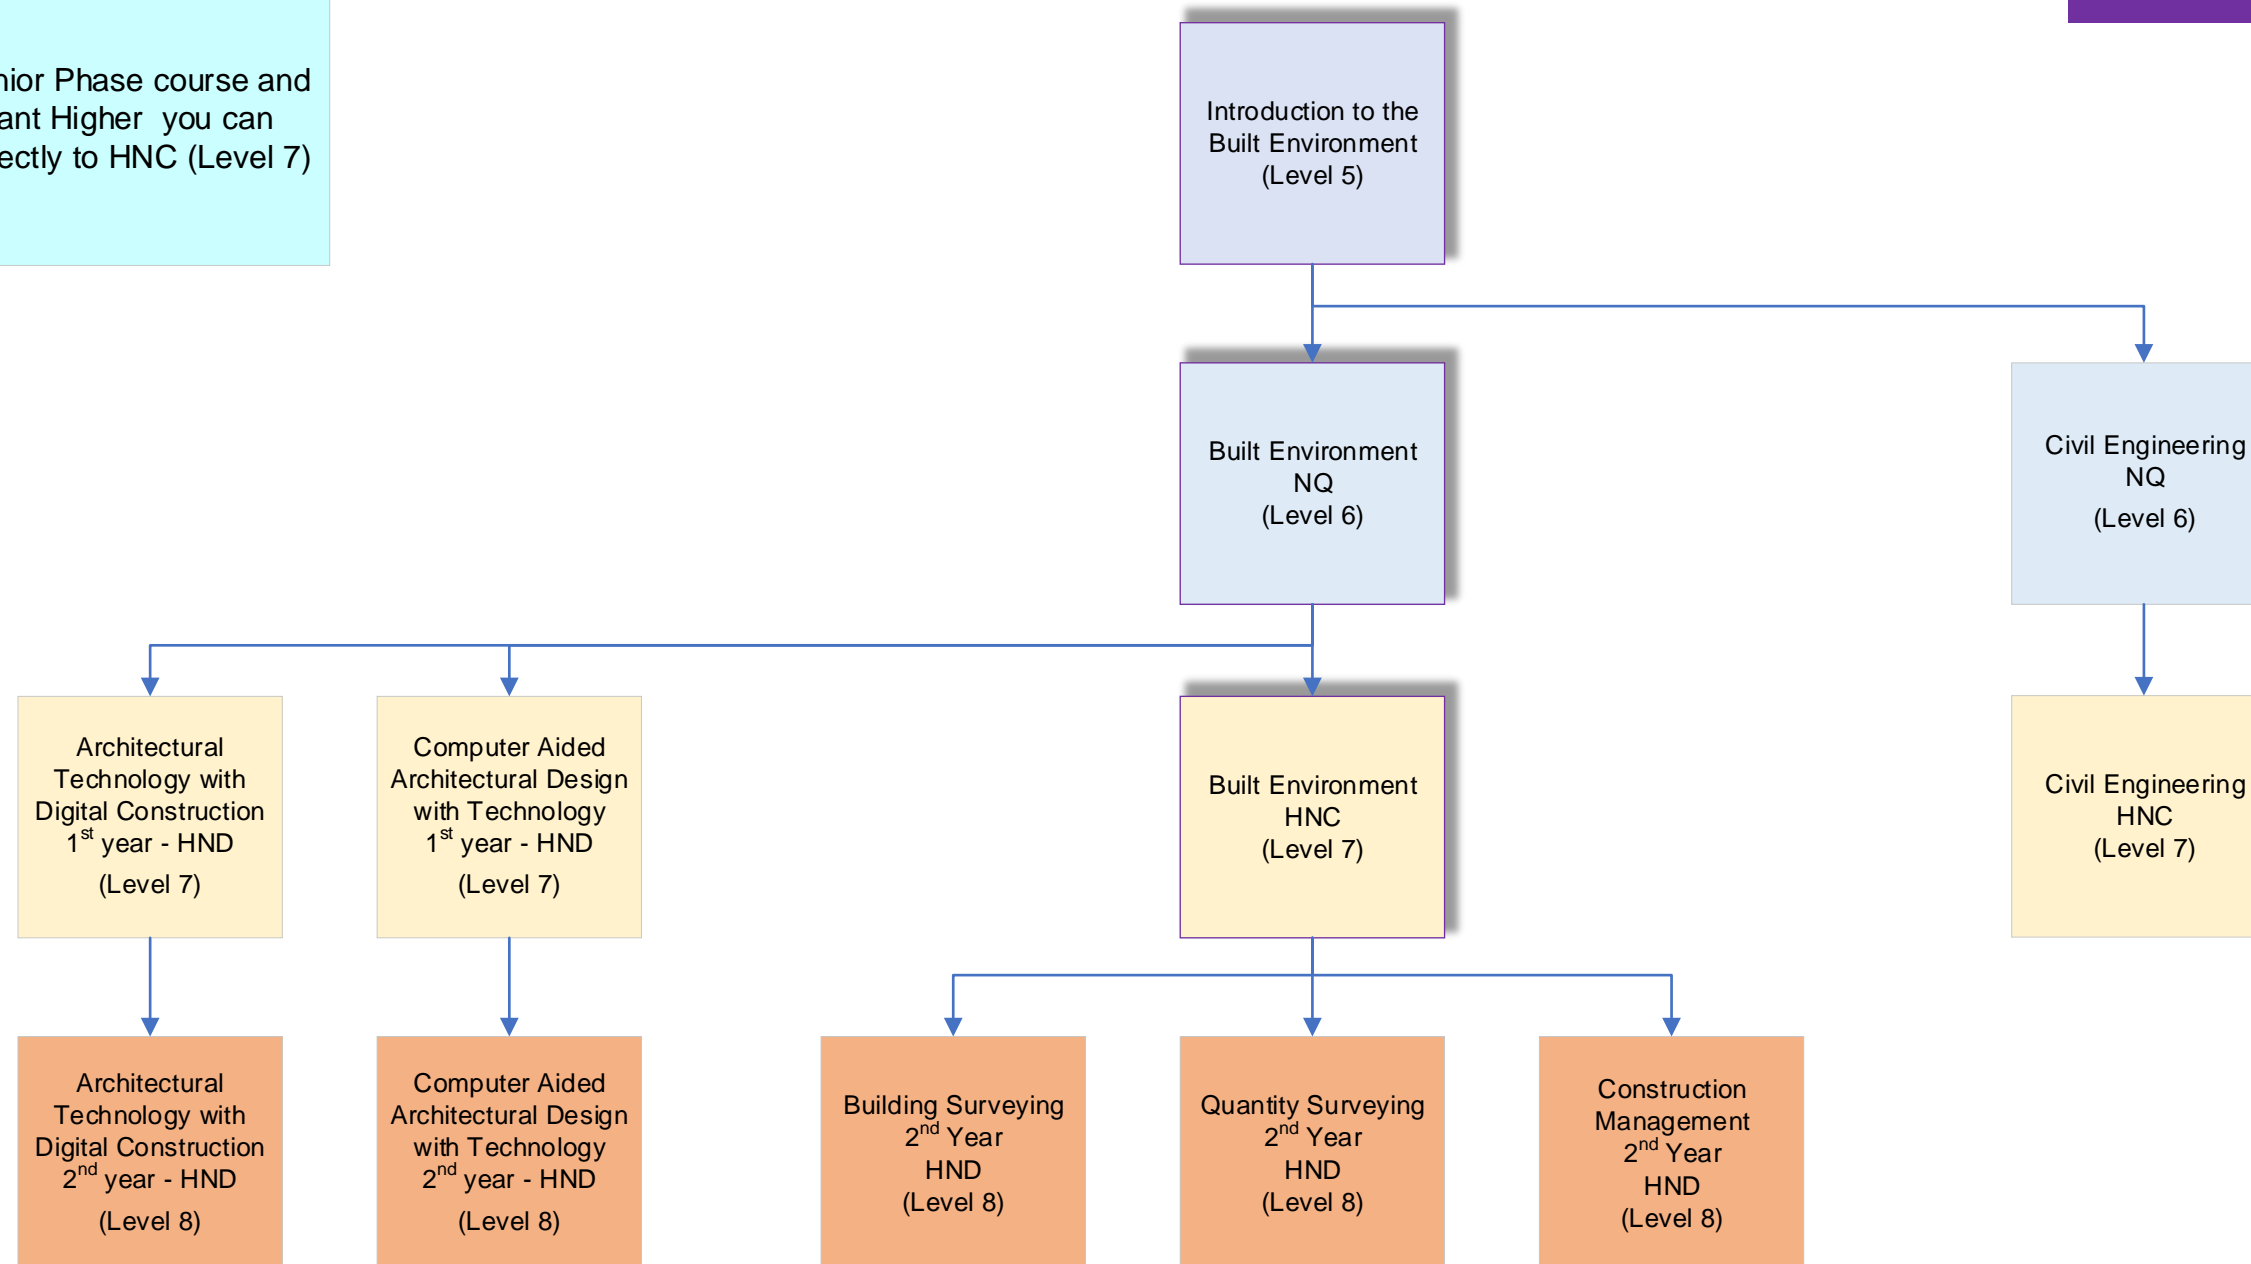 Phase course and
Higher you can
to HNC (Level 7)
Introduction to the
Built Environment
(Level 5)
Built Environment
NQ
(Level 6)
Civil Engineering
NQ
(Level 6)
Architectural
Technology with
Digital Construction
1st year - HND
(Level 7)
Computer Aided
Architectural Design
with Technology
1st year - HND
(Level 7)
Built Environment
HNC
(Level 7)
Civil Engineering
HNC
(Level 7)
Architectural
Technology with
Digital Construction
2nd year - HND
(Level 8)
Computer Aided
Architectural Design
with Technology
2nd year - HND
(Level 8)
Building Surveying
2nd Year
HND
(Level 8)
Quantity Surveying
2nd Year
HND
(Level 8)
Construction
Management
2nd Year
HND
(Level 8)